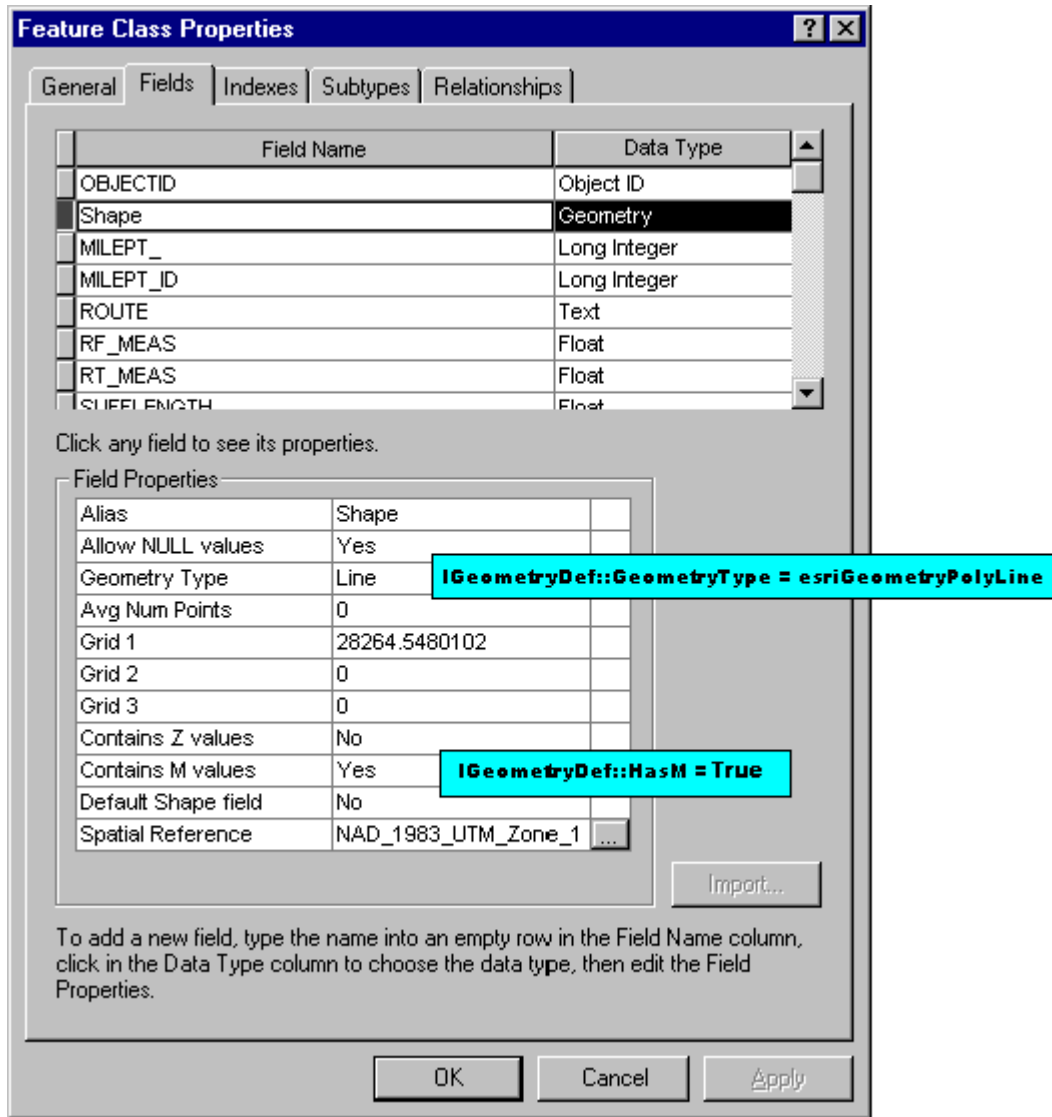 Feature Class Properties
General Fields Indexes Subtypes Relationships
Field Name Data Type
OBJECTID Object ID
Shape Geometry
MILEPT_ Long Integer
MILEPT_ID Long Integer
ROUTE Text
RF_MEAS Float
RT_MEAS Float
SUFFLENGTH Float
Click any field to see its properties.
Field Properties
Alias Shape
Allow NULL values Yes
Geometry Type Line IGeometryDef::GeometryType = esriGeometryPolyLine
Avg Num Points 0
Grid 1 28264.5480102
Grid 2 0
Grid 3 0
Contains Z values No
Contains M values Yes IGeometryDef::HasM = True
Default Shape field No
Spatial Reference NAD_1983_UTM_Zone_1 ...
Import...
To add a new field, type the name into an empty row in the Field Name column,
click in the Data Type column to choose the data type, then edit the Field
Properties.
OK Cancel Apply